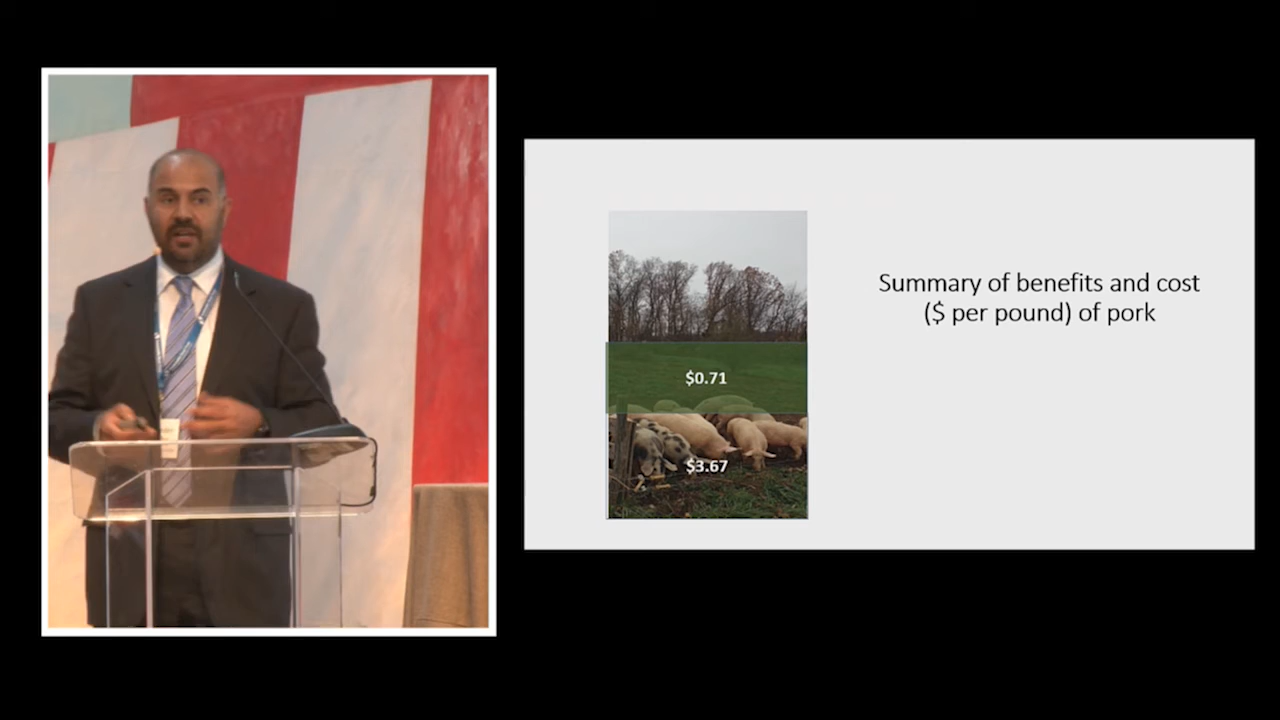 Summary of benefits and cost
($ per pound) of pork
$0.71
$3.67